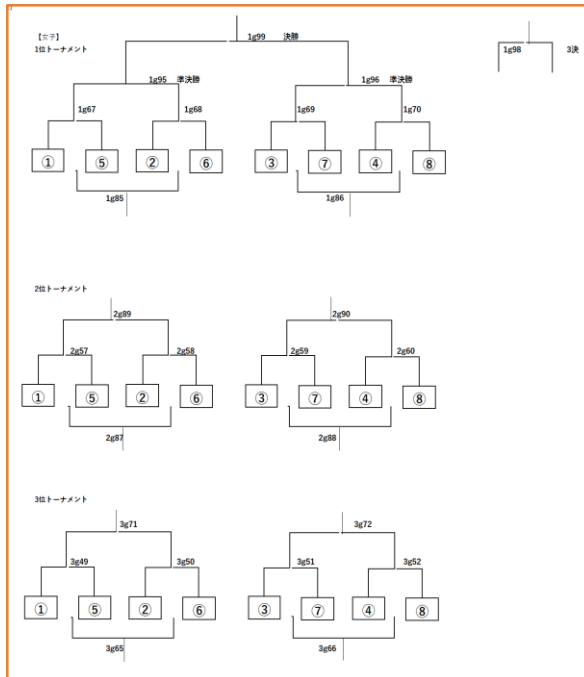 【女子】
1位トーナメント
1g99 決勝
1g98 3決
1g95 準決勝
1g96 準決勝
1g67
1g68
1g69
1g70
① ⑤ ② ⑥ ③ ⑦ ④ ⑧
1g85
1g86
2位トーナメント
2g89
2g90
2g57
2g58
2g59
2g60
① ⑤ ② ⑥ ③ ⑦ ④ ⑧
2g87
2g88
3位トーナメント
3g71
3g72
3g49
3g50
3g51
3g52
① ⑤ ② ⑥ ③ ⑦ ④ ⑧
3g65
3g66